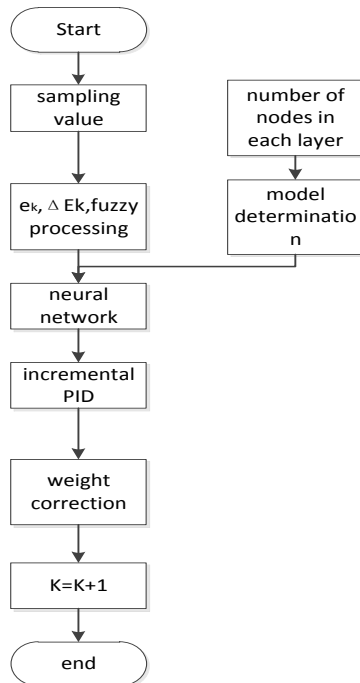 Start
sampling
value
number of
nodes in
each layer
eₖ, △ Ek,fuzzy
processing
model
determinatio
n
neural
network
incremental
PID
weight
correction
K=K+1
end